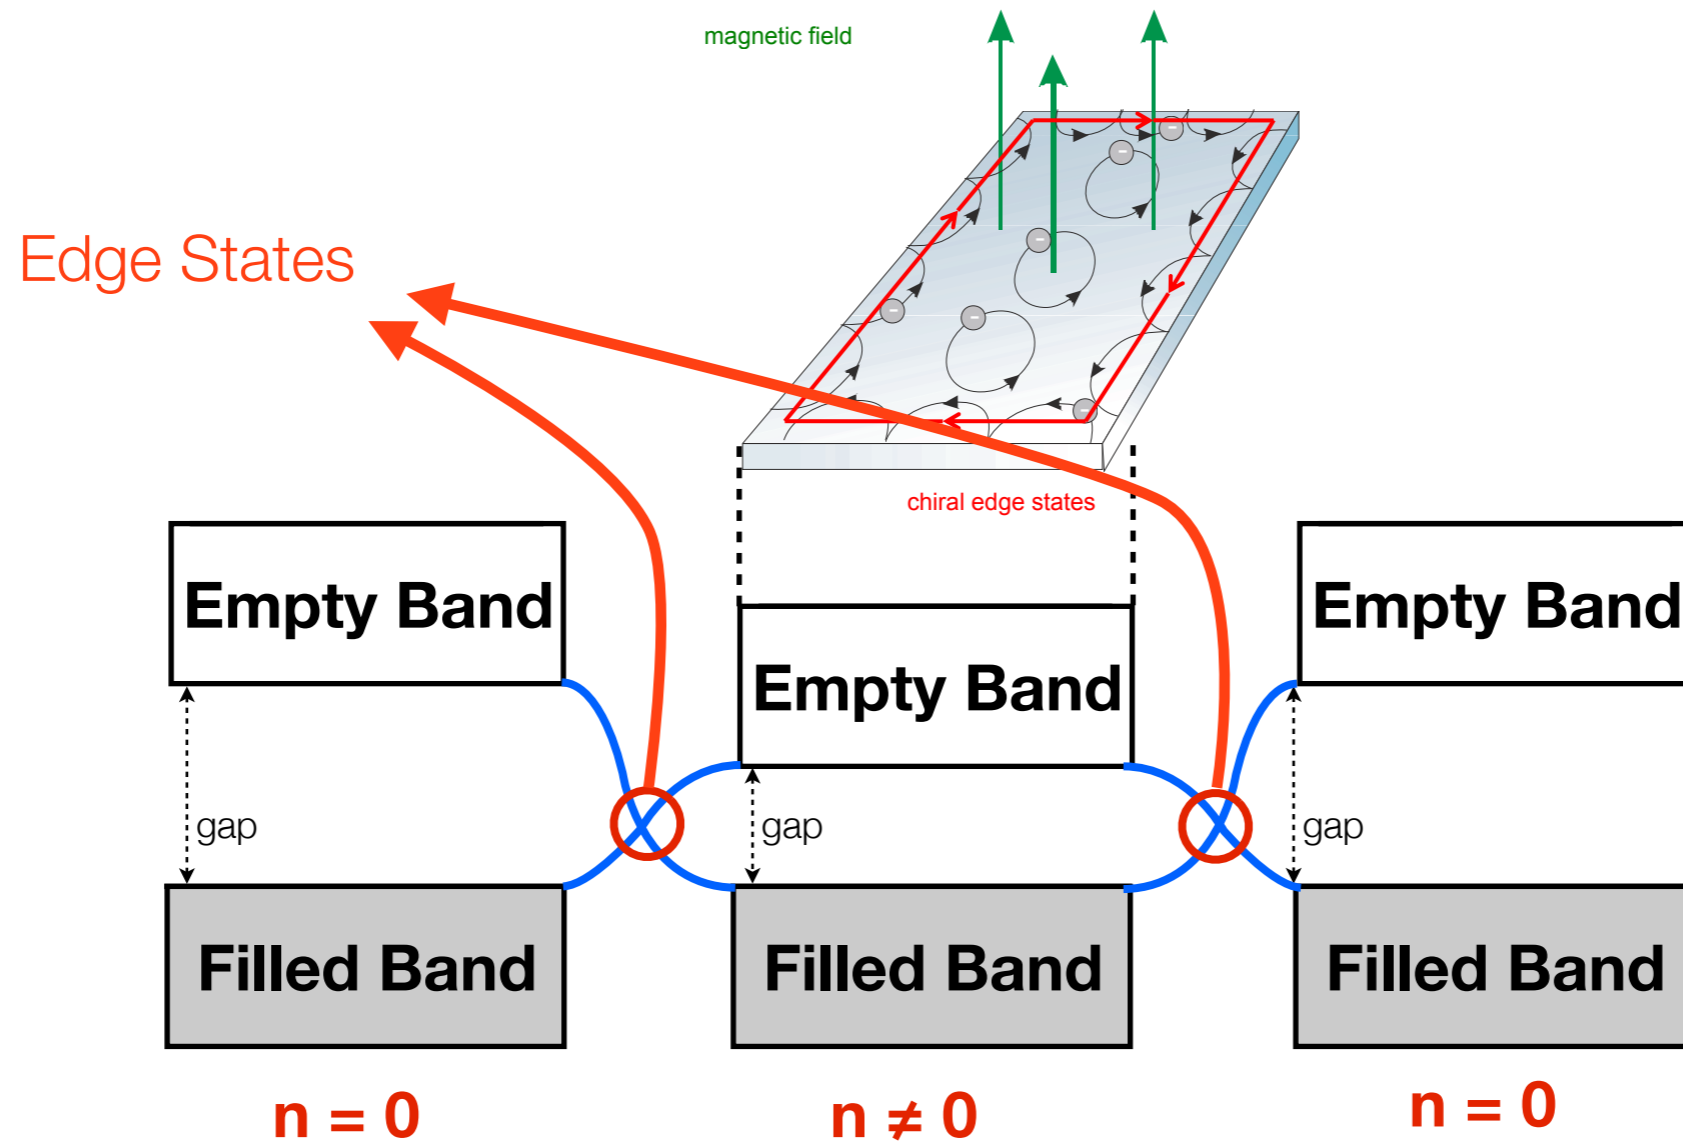 magnetic field
Edge States
chiral edge states
Empty Band
Empty Band
Empty Band
gap
gap
gap
Filled Band
Filled Band
Filled Band
n = 0
n ≠ 0
n = 0